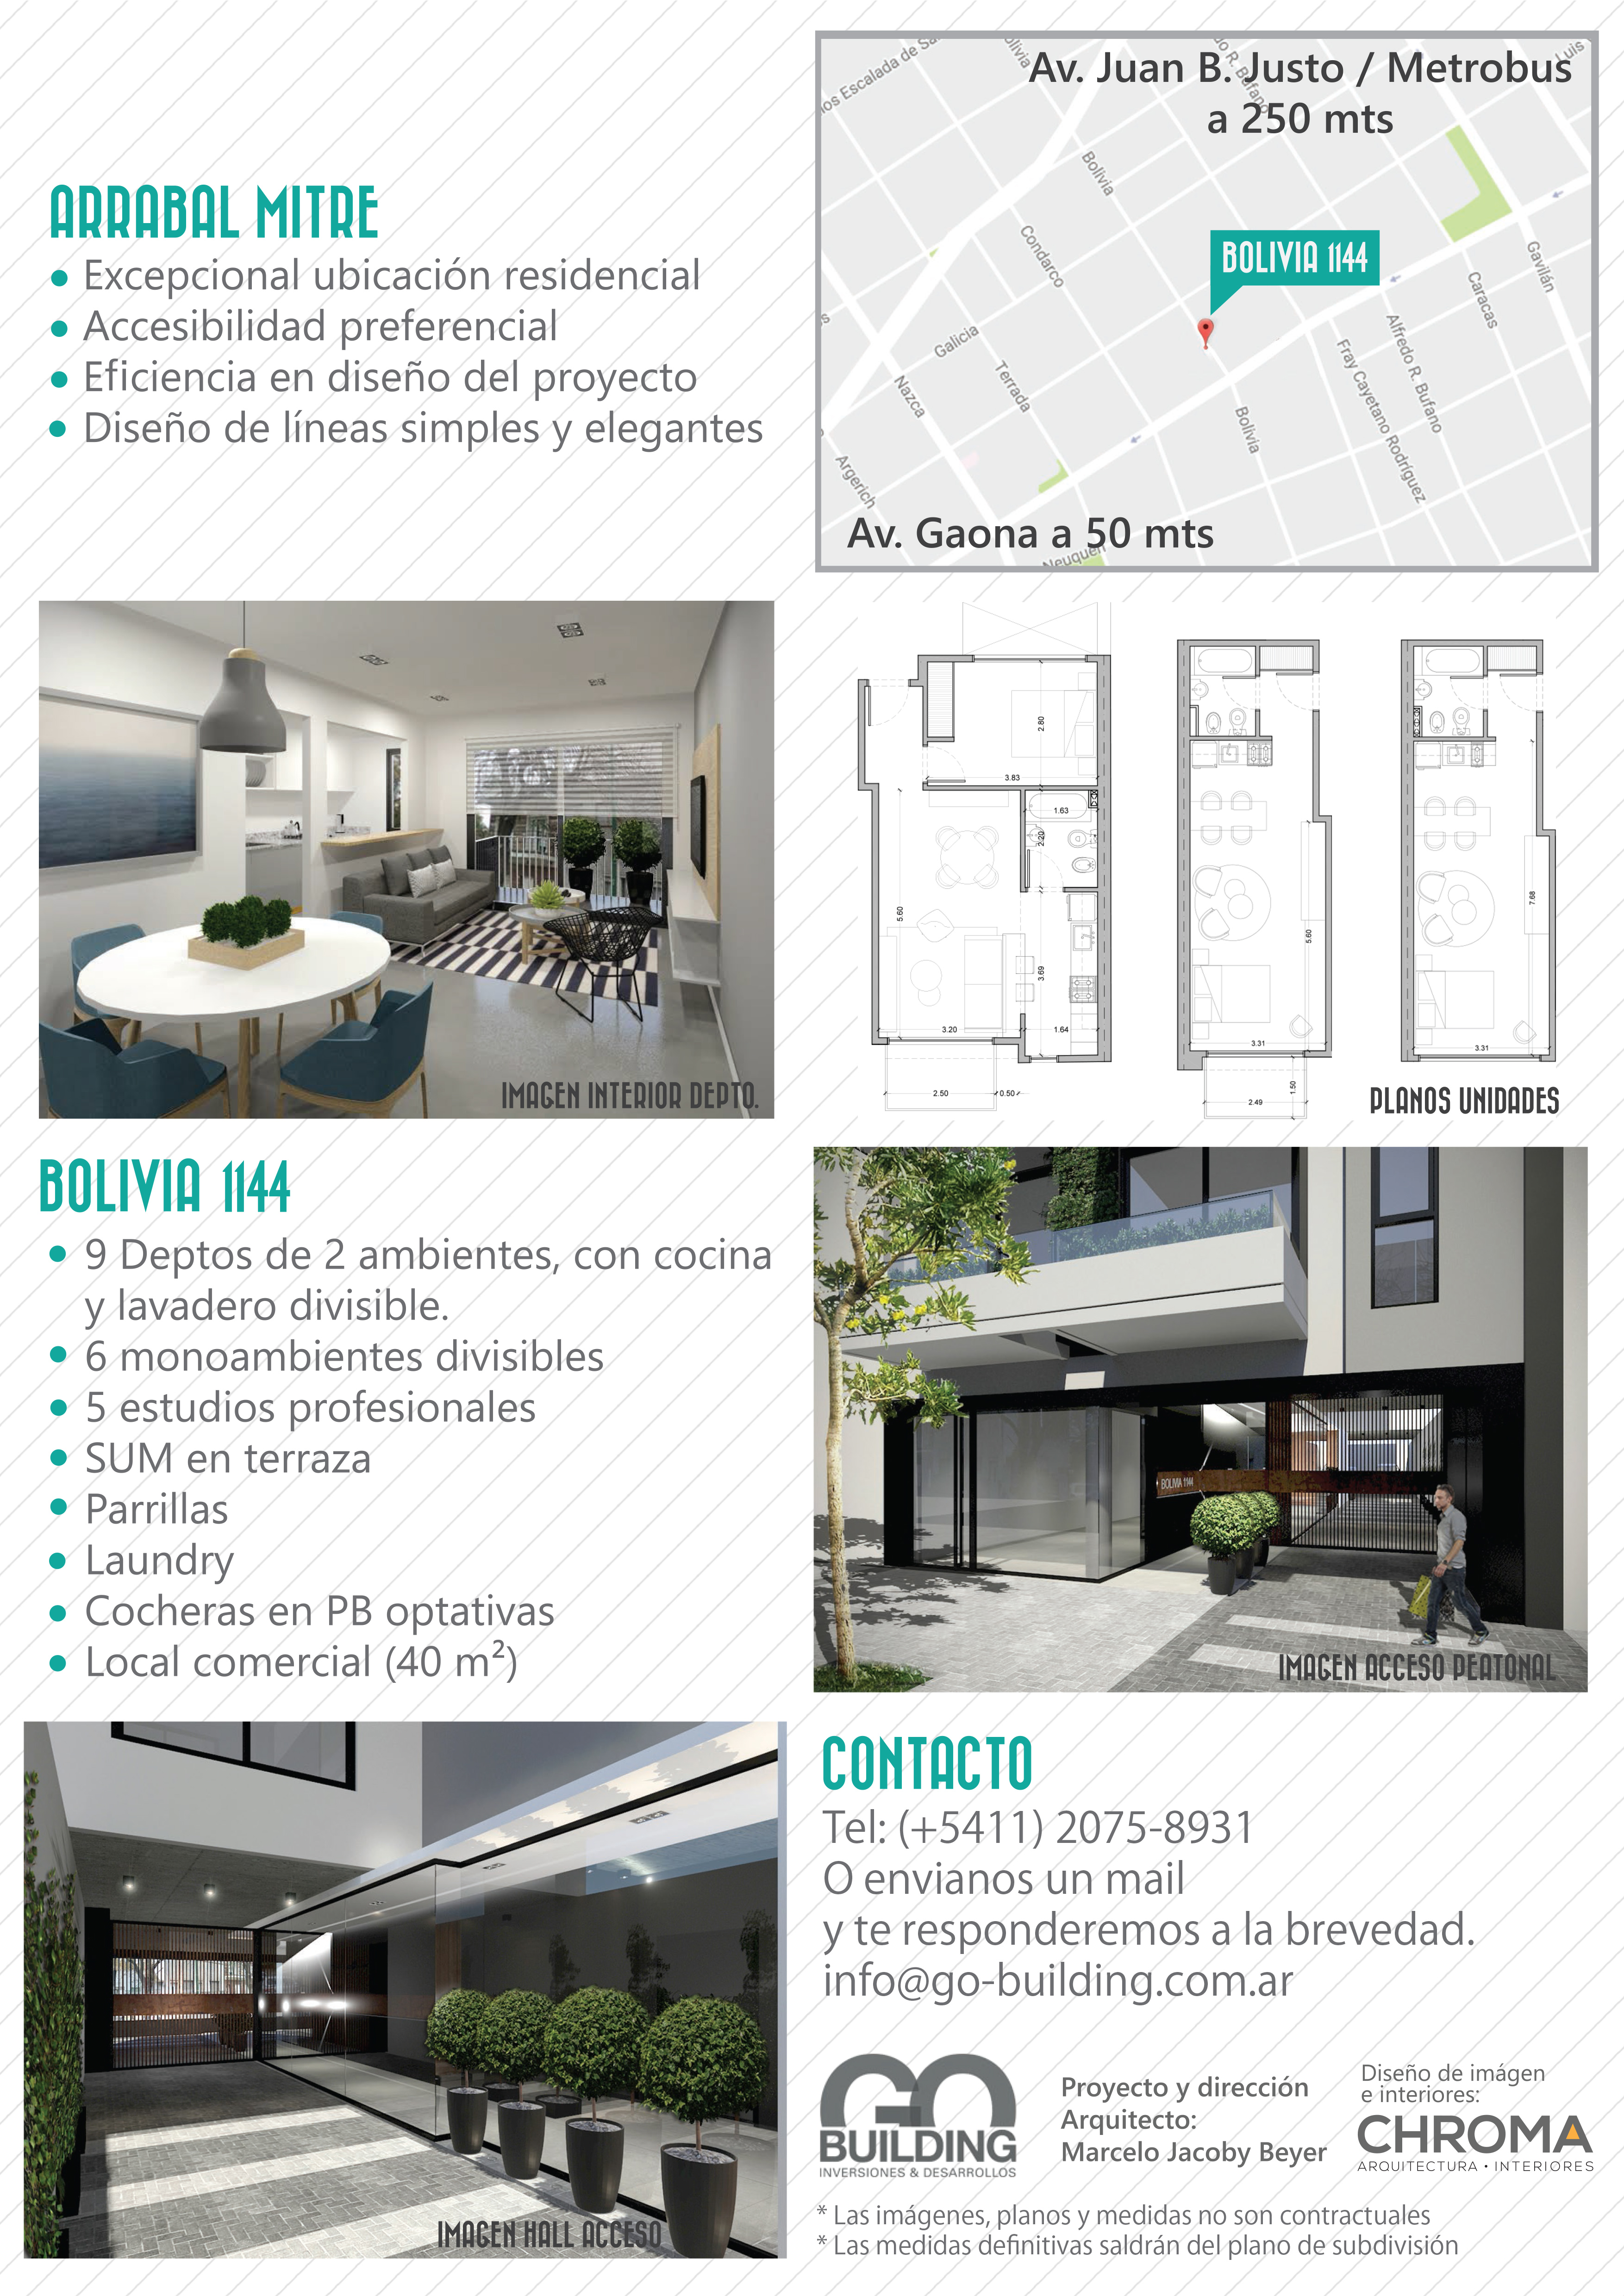 ARRABAL MITRE
Excepcional ubicación residencial
Accesibilidad preferencial
Eficiencia en diseño del proyecto
Diseño de líneas simples y elegantes
Av. Juan B. Justo / Metrobus
a 250 mts
Bolivia
Condarco
BOLIVIA 1144
Gavilán
Caracas
Galicia
Terrada
Nazca
Alfredo R. Bufano
Fray Cayetano Rodríguez
Bolivia
Argerich
Av. Gaona a 50 mts
Neuquén
IMAGEN INTERIOR DEPTO.
2.80
3.83
1.63
2.20
5.60
3.69
3.20
1.64
2.50
0.50
5.60
3.31
1.50
2.49
7.68
3.31
PLANOS UNIDADES
BOLIVIA 1144
9 Deptos de 2 ambientes, con cocina
y lavadero divisible.
6 monoambientes divisibles
5 estudios profesionales
SUM en terraza
Parrillas
Laundry
Cocheras en PB optativas
Local comercial (40 m²)
BOLIVIA 1144
IMAGEN ACCESO PEATONAL
IMAGEN HALL ACCESO
CONTACTO
Tel: (+5411) 2075-8931
O envianos un mail
y te responderemos a la brevedad.
info@go-building.com.ar
GO
BUILDING
INVERSIONES & DESARROLLOS
Proyecto y dirección
Arquitecto:
Marcelo Jacoby Beyer
Diseño de imágen
e interiores:
CHROMA
ARQUITECTURA • INTERIORES
* Las imágenes, planos y medidas no son contractuales
* Las medidas definitivas saldrán del plano de subdivisión